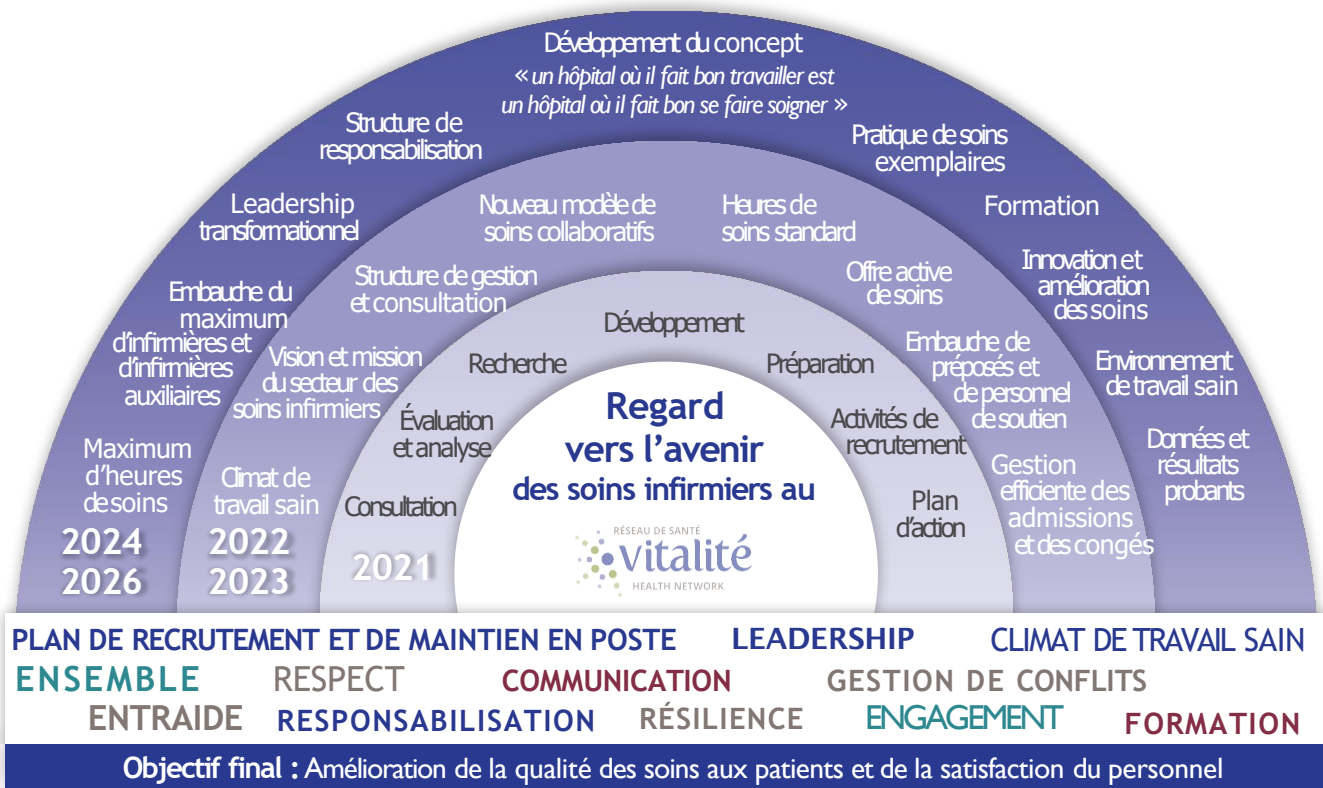 Développement du concept
« un hôpital où il fait bon travailler est
un hôpital où il fait bon se faire soigner »
Structure de
responsabilisation
Leadership
transformationnel
Embauche du
maximum
d'infirmières et
d'infirmières
auxiliaires
Maximum
d'heures
de soins
2024
2026
Pratique de soins
exemplaires
Formation
Innovation et
amélioration
des soins
Environnement
de travail sain
Données et
résultats
probants
Nouveau modèle de
soins collaboratifs
Structure de gestion
et consultation
Vision et mission
du secteur des
soins infirmiers
Climat de
travail sain
2022
2023
Heures de
soins standard
Offre active
de soins
Embauche de
préposés et
de personnel
de soutien
Gestion
efficiente des
admissions
et des congés
Développement
Recherche
Évaluation
et analyse
Consultation
2021
Préparation
Activités de
recrutement
Plan
d'action
Regard
vers l'avenir
des soins infirmiers au
RÉSEAU DE SANTÉ
vitalité
HEALTH NETWORK
PLAN DE RECRUTEMENT ET DE MAINTIEN EN POSTE LEADERSHIP CLIMAT DE TRAVAIL SAIN
ENSEMBLE RESPECT COMMUNICATION GESTION DE CONFLITS
ENTRAIDE RESPONSABILISATION RÉSILIENCE ENGAGEMENT FORMATION
Objectif final : Amélioration de la qualité des soins aux patients et de la satisfaction du personnel